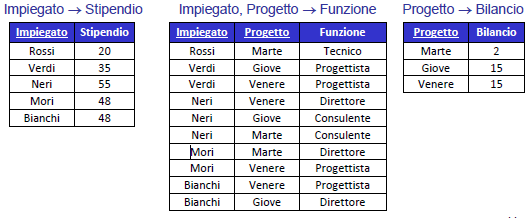 Impiegato → Stipendio
Impiegato Stipendio
Rossi 20
Verdi 35
Neri 55
Mori 48
Bianchi 48
Impiegato, Progetto → Funzione
Impiegato Progetto Funzione
Rossi Marte Tecnico
Verdi Giove Progettista
Verdi Venere Progettista
Neri Venere Direttore
Neri Giove Consulente
Neri Marte Consulente
Mori Marte Direttore
Mori Venere Progettista
Bianchi Venere Progettista
Bianchi Giove Direttore
Progetto → Bilancio
Progetto Bilancio
Marte 2
Giove 15
Venere 15